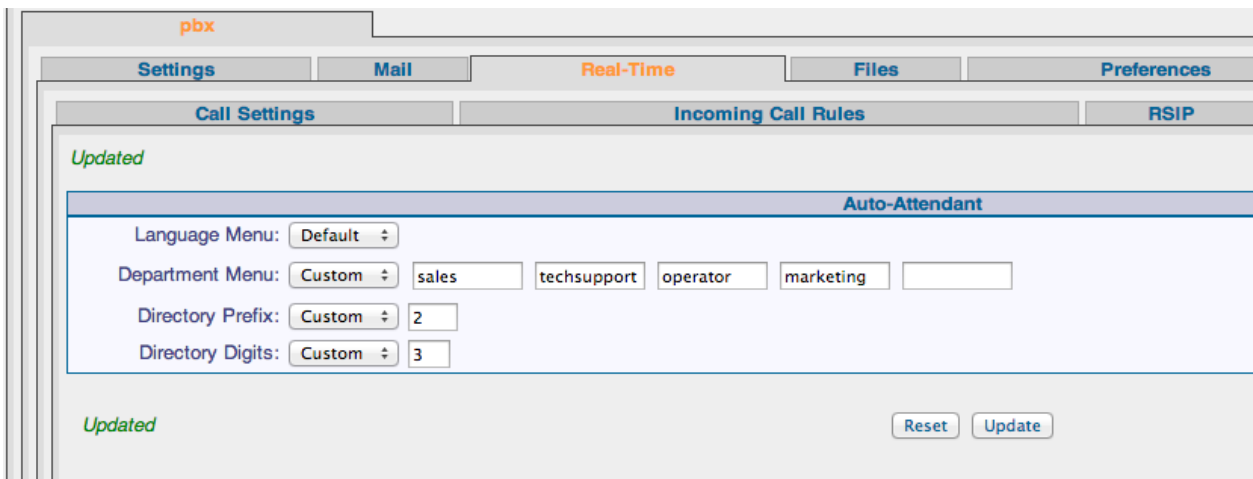 pbx
Settings Mail Real-Time Files Preferences
Call Settings Incoming Call Rules RSIP
Updated
Auto-Attendant
Language Menu: Default
Department Menu: Custom sales techsupport operator marketing
Directory Prefix: Custom 2
Directory Digits: Custom 3
Updated Reset Update